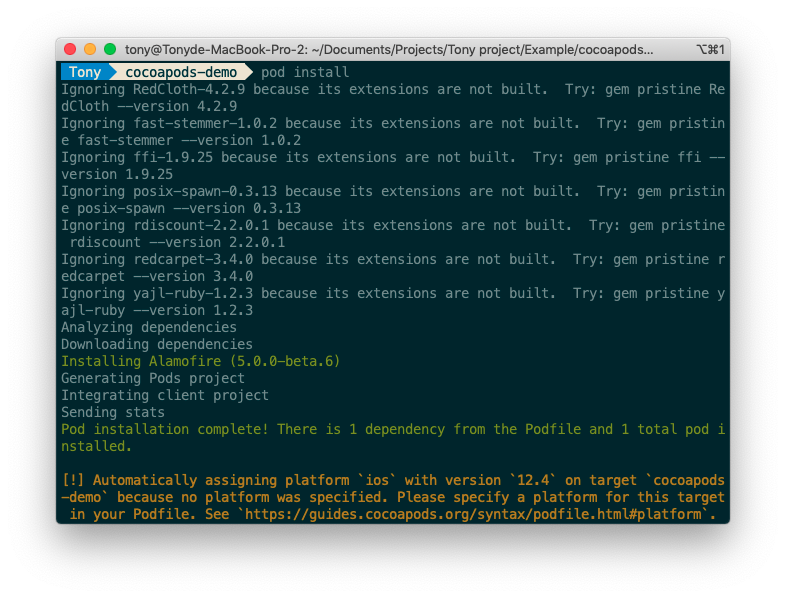 tony@Tonyde-MacBook-Pro-2: ~/Documents/Projects/Tony project/Example/cocoapods... ⌥⌘1
Tony cocoapods-demo pod install
Ignoring RedCloth-4.2.9 because its extensions are not built.  Try: gem pristine Re
dCloth --version 4.2.9
Ignoring fast-stemmer-1.0.2 because its extensions are not built.  Try: gem pristin
e fast-stemmer --version 1.0.2
Ignoring ffi-1.9.25 because its extensions are not built.  Try: gem pristine ffi --
version 1.9.25
Ignoring posix-spawn-0.3.13 because its extensions are not built.  Try: gem pristin
e posix-spawn --version 0.3.13
Ignoring rdiscount-2.2.0.1 because its extensions are not built.  Try: gem pristine
 rdiscount --version 2.2.0.1
Ignoring redcarpet-3.4.0 because its extensions are not built.  Try: gem pristine r
edcarpet --version 3.4.0
Ignoring yajl-ruby-1.2.3 because its extensions are not built.  Try: gem pristine y
ajl-ruby --version 1.2.3
Analyzing dependencies
Downloading dependencies
Installing Alamofire (5.0.0-beta.6)
Generating Pods project
Integrating client project
Sending stats
Pod installation complete! There is 1 dependency from the Podfile and 1 total pod i
nstalled.
[!] Automatically assigning platform `ios` with version `12.4` on target `cocoapods
-demo` because no platform was specified. Please specify a platform for this target
 in your Podfile. See `https://guides.cocoapods.org/syntax/podfile.html#platform`.